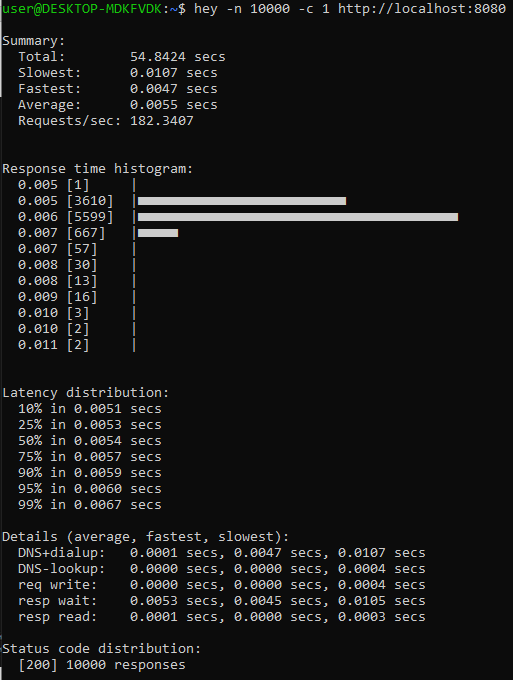 user@DESKTOP-MDKFVDK:~$ hey -n 10000 -c 1 http://localhost:8080
Summary:
Total: 54.8424 secs
Slowest: 0.0107 secs
Fastest: 0.0047 secs
Average: 0.0055 secs
Requests/sec: 182.3407
Response time histogram:
0.005 [1] |
0.005 [3610] |■■■■■■■■■■■■■■■■■■■■■■■■■■
0.006 [5599] |■■■■■■■■■■■■■■■■■■■■■■■■■■■■■■■■■■■■■■■■
0.007 [667] |■■■■■
0.007 [57] |
0.008 [30] |
0.008 [13] |
0.009 [16] |
0.010 [3] |
0.010 [2] |
0.011 [2] |
Latency distribution:
10% in 0.0051 secs
25% in 0.0053 secs
50% in 0.0054 secs
75% in 0.0057 secs
90% in 0.0059 secs
95% in 0.0060 secs
99% in 0.0067 secs
Details (average, fastest, slowest):
DNS+dialup: 0.0001 secs, 0.0047 secs, 0.0107 secs
DNS-lookup: 0.0000 secs, 0.0000 secs, 0.0004 secs
req write: 0.0000 secs, 0.0000 secs, 0.0004 secs
resp wait: 0.0053 secs, 0.0045 secs, 0.0105 secs
resp read: 0.0001 secs, 0.0000 secs, 0.0003 secs
Status code distribution:
[200] 10000 responses